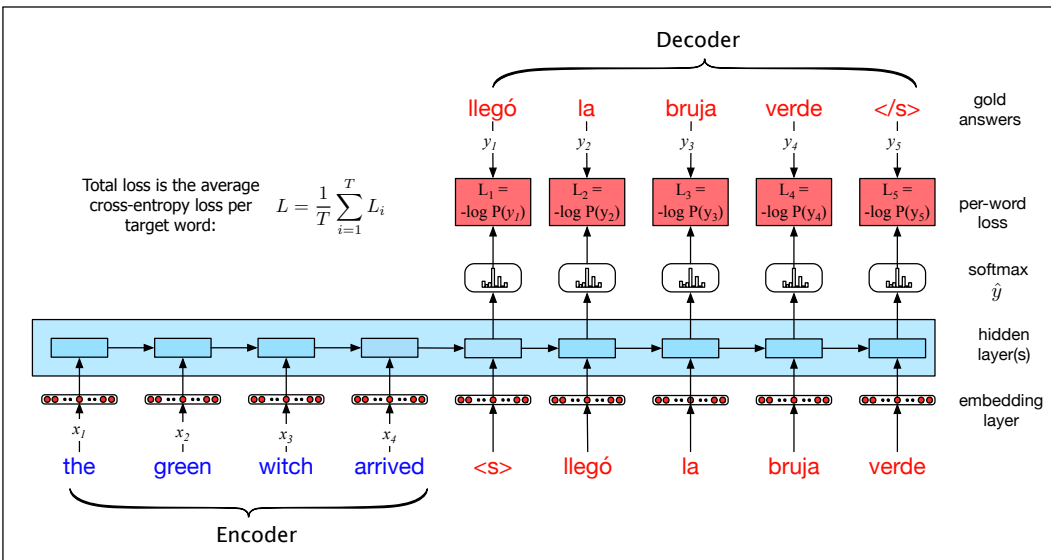 Decoder
llegó la bruja verde </s>
gold answers
y1 y2 y3 y4 y5
Total loss is the average cross-entropy loss per target word:
L = 1/T ∑_{i=1}^{T} L_i
L1 = -log P(y1)
L2 = -log P(y2)
L3 = -log P(y3)
L4 = -log P(y4)
L5 = -log P(y5)
per-word loss
softmax
ŷ
hidden layer(s)
embedding layer
x1 x2 x3 x4
the green witch arrived <s> llegó la bruja verde
Encoder